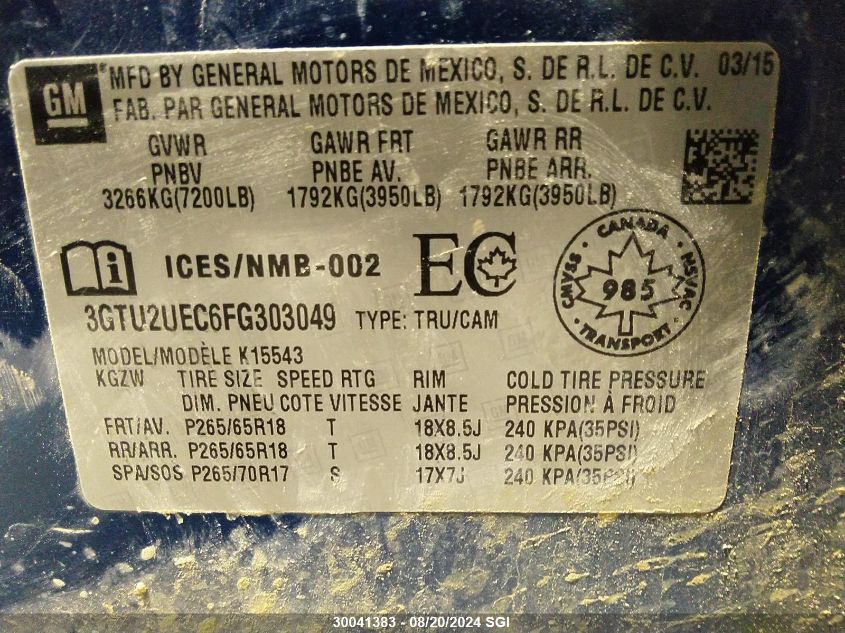 GM
MFD BY GENERAL MOTORS DE MEXICO, S. DE R.L. DE C.V. 03/15
FAB. PAR GENERAL MOTORS DE MEXICO, S. DE R.L. DE C.V.
GVWR GAWR FRT GAWR RR
PNBV PNBE AV. PNBE ARR.
3266KG(7200LB) 1792KG(3950LB) 1792KG(3950LB)
i ICES/NMB-002 EC
CANADA
CMVSS 985 NSVAC
TRANSPORT
3GTU2UEC6FG303049 TYPE: TRU/CAM
MODEL/MODÈLE K15543
KGZW TIRE SIZE SPEED RTG RIM COLD TIRE PRESSURE
DIM. PNEU COTE VITESSE JANTE PRESSION À FROID
FRT/AV. P265/65R18 T 18X8.5J 240 KPA(35PSI)
RR/ARR. P265/65R18 T 18X8.5J 240 KPA(35PSI)
SPA/SOS P265/70R17 S 17X7J 240 KPA(35PSI)
30041383 - 08/20/2024 SGI